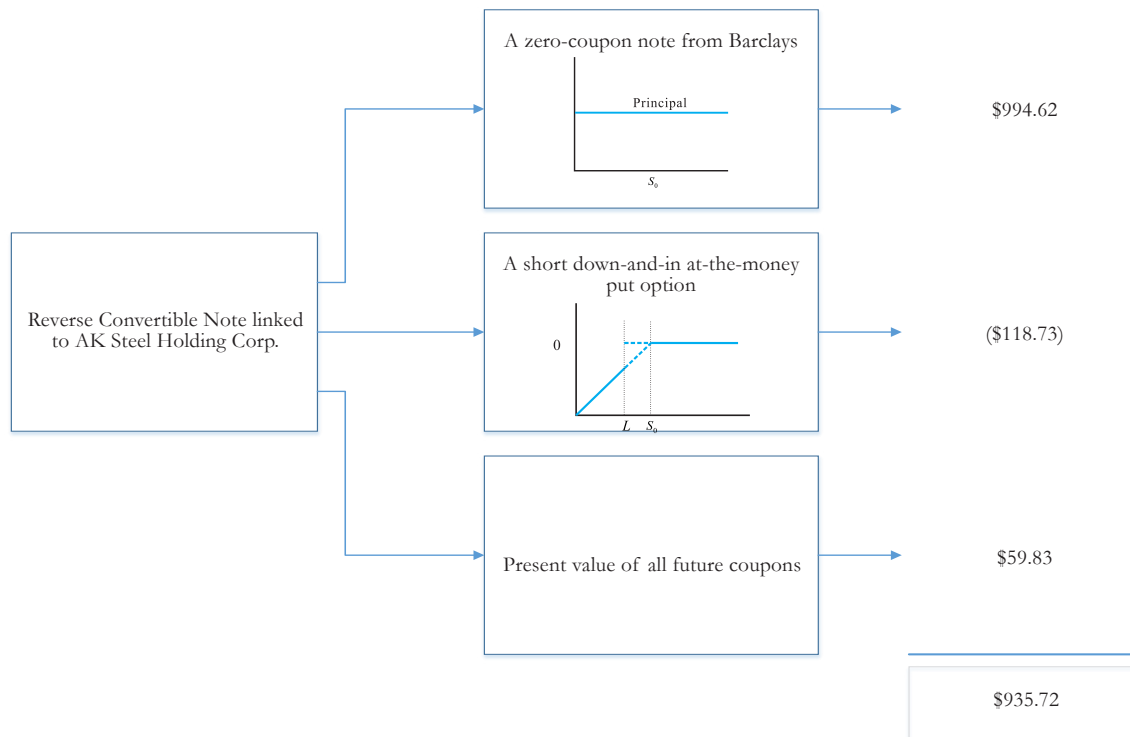 A zero-coupon note from Barclays
Principal
S₀
$994.62
Reverse Convertible Note linked
to AK Steel Holding Corp.
A short down-and-in at-the-money
put option
0
L S₀
($118.73)
Present value of all future coupons
$59.83
$935.72